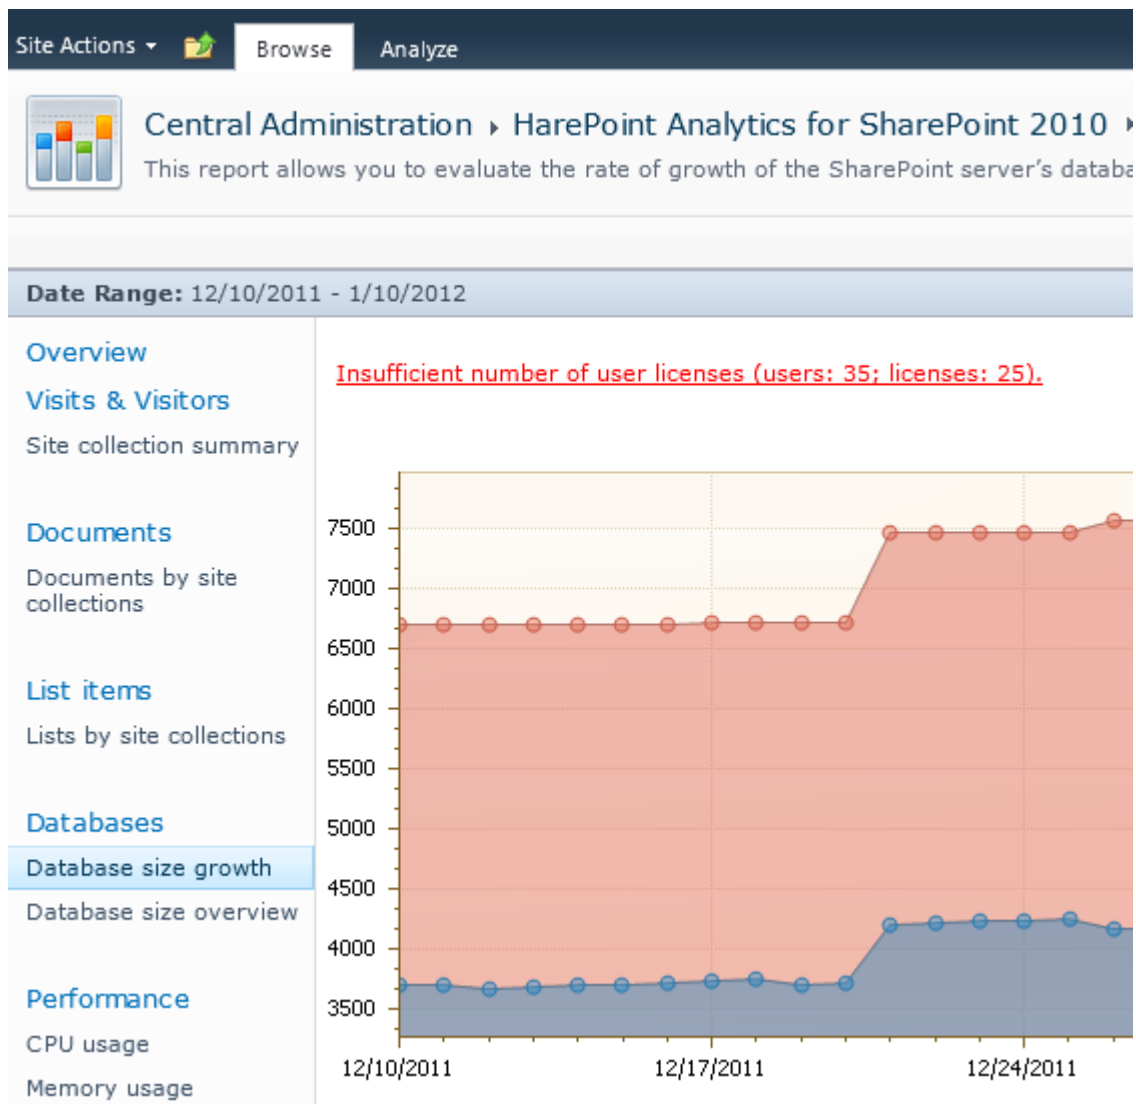 Site Actions Browse Analyze
Central Administration HarePoint Analytics for SharePoint 2010
This report allows you to evaluate the rate of growth of the SharePoint server's databa
Date Range: 12/10/2011 - 1/10/2012
Overview
Visits & Visitors
Site collection summary
Documents
Documents by site
collections
List items
Lists by site collections
Databases
Database size growth
Database size overview
Performance
CPU usage
Memory usage
Insufficient number of user licenses (users: 35; licenses: 25).
7500
7000
6500
6000
5500
5000
4500
4000
3500
12/10/2011 12/17/2011 12/24/2011